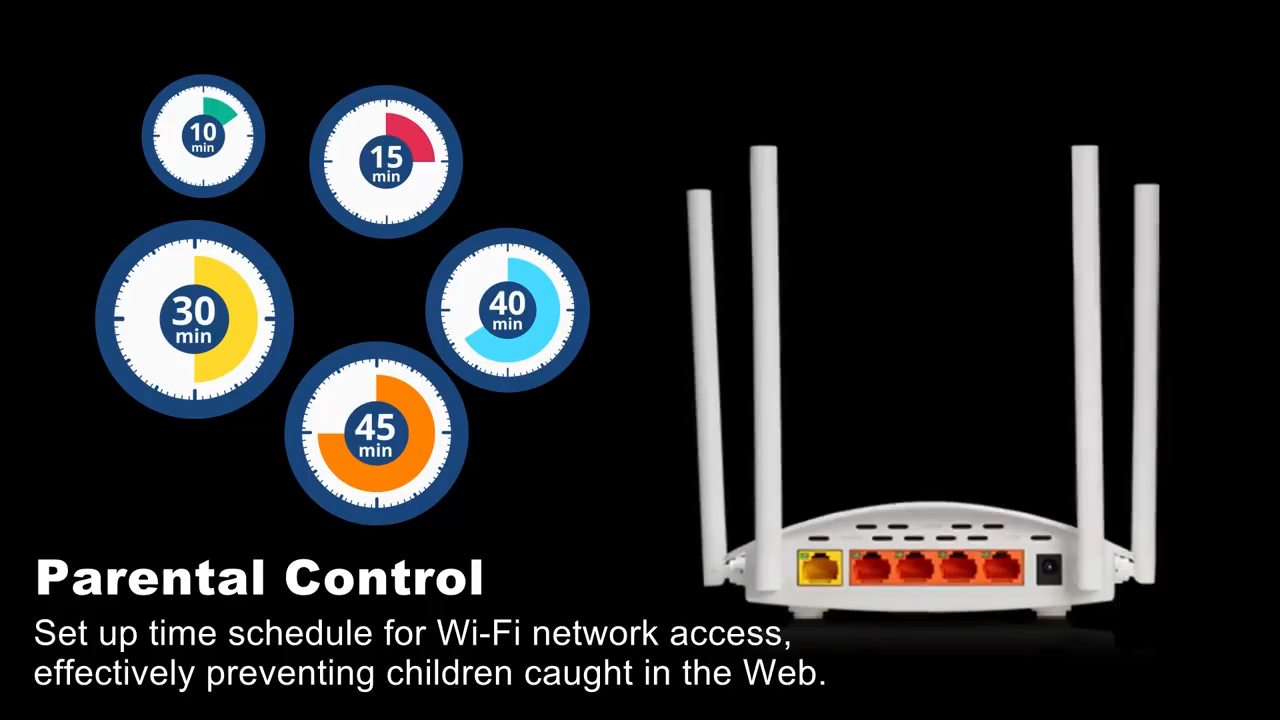 10
min
15
min
30
min
40
min
45
min
Parental Control
Set up time schedule for Wi-Fi network access,
effectively preventing children caught in the Web.